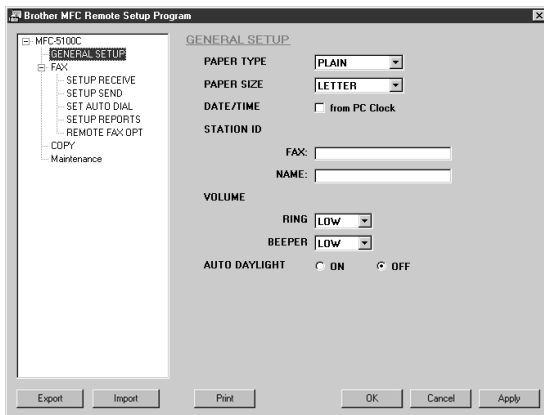 Brother MFC Remote Setup Program
MFC-5100C
GENERAL SETUP
FAX
SETUP RECEIVE
SETUP SEND
SET AUTO DIAL
SETUP REPORTS
REMOTE FAX OPT
COPY
Maintenance
GENERAL SETUP
PAPER TYPE PLAIN
PAPER SIZE LETTER
DATE/TIME from PC Clock
STATION ID
FAX:
NAME:
VOLUME
RING LOW
BEEPER LOW
AUTO DAYLIGHT ON OFF
Export Import Print OK Cancel Apply